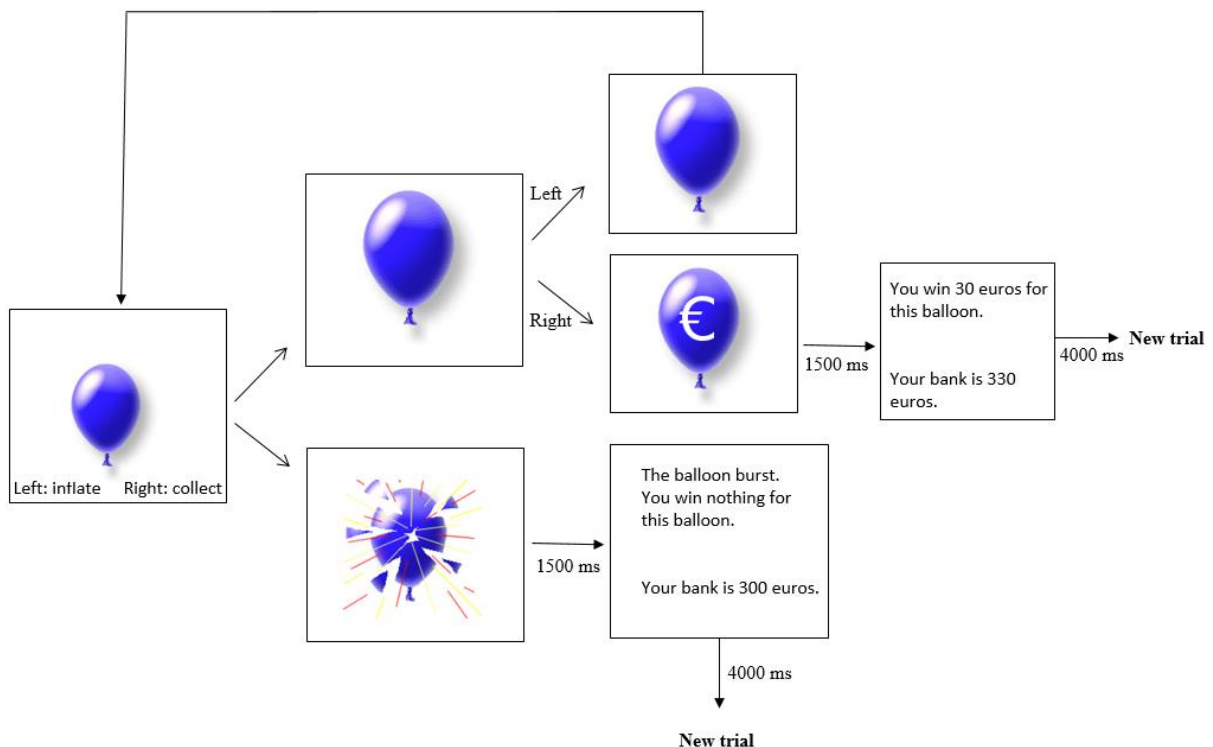 Left: inflate
Right: collect
Left
Right
€
1500 ms
You win 30 euros for
this balloon.
Your bank is 330
euros.
4000 ms
New trial
1500 ms
The balloon burst.
You win nothing for
this balloon.
Your bank is 300 euros.
4000 ms
New trial